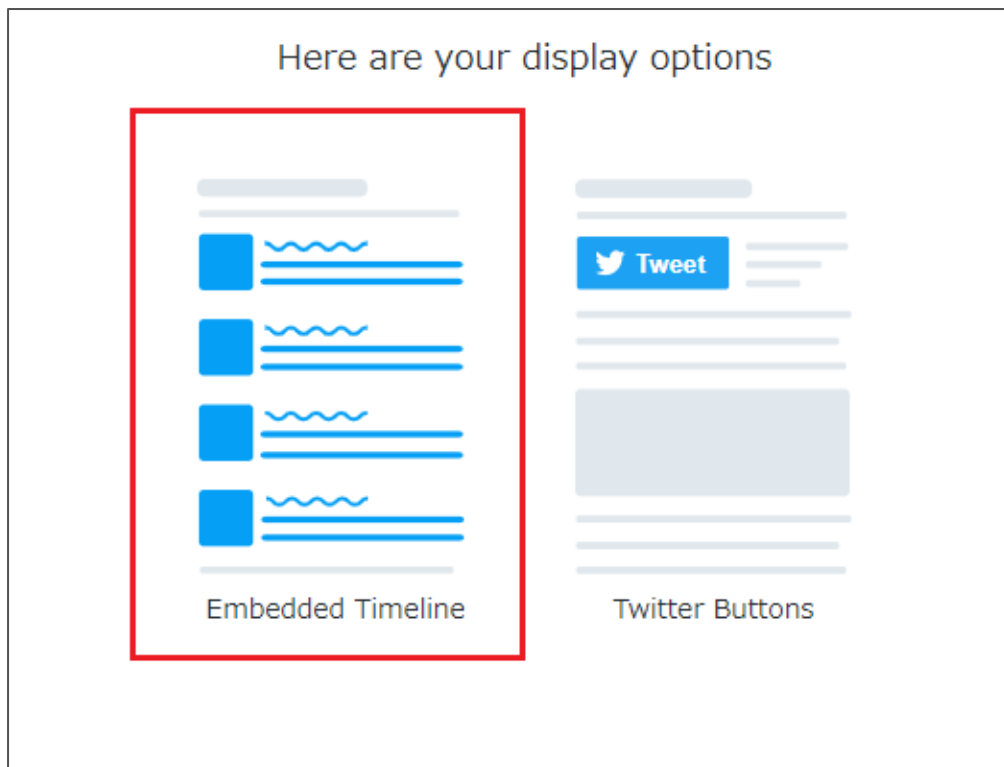 Here are your display options
Tweet
Embedded Timeline
Twitter Buttons